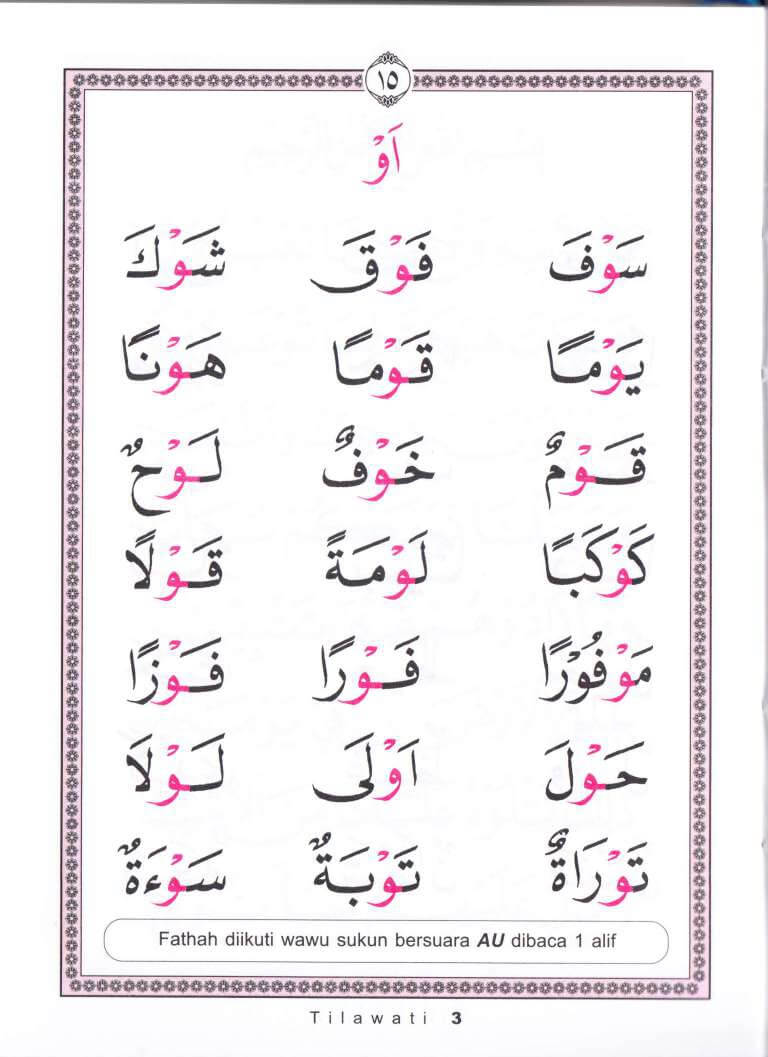 ١٥
اَوْ
سَوْفَ فَوْقَ شَوْكَ
يَوْمًا قَوْمًا هَوْنًا
قَوْمٌ خَوْفٌ لَوْحٌ
كَوْكَبًا لَوْمَةً قَوْلًا
مَوْفُوْرًا فَوْرًا فَوْزًا
حَوْلَ اَوْلَى لَوْلَا
تَوْرَاةٌ تَوْبَةٌ سَوْءَةٌ
Fathah diikuti wawu sukun bersuara AU dibaca 1 alif
Tilawati 3